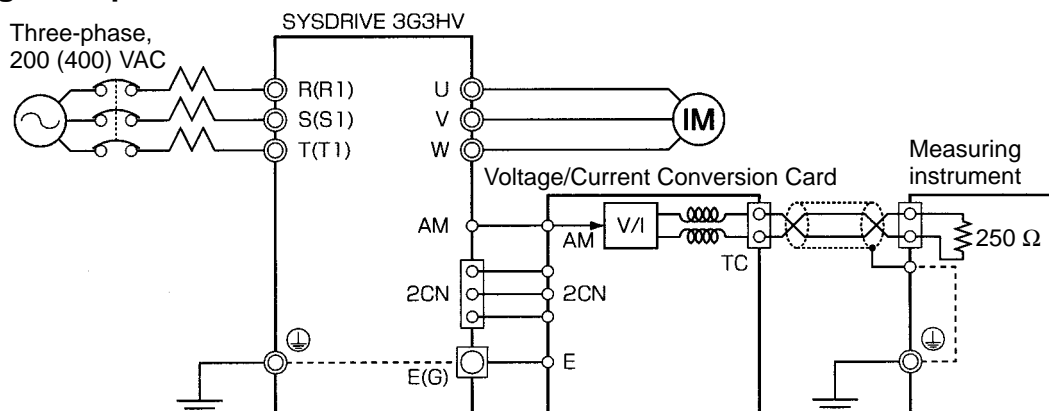 SYSDRIVE 3G3HV
Three-phase,
200 (400) VAC
R(R1)
S(S1)
T(T1)
U
V
W
IM
Voltage/Current Conversion Card
Measuring
instrument
AM
AM
V/I
TC
250 Ω
2CN
2CN
E(G)
E